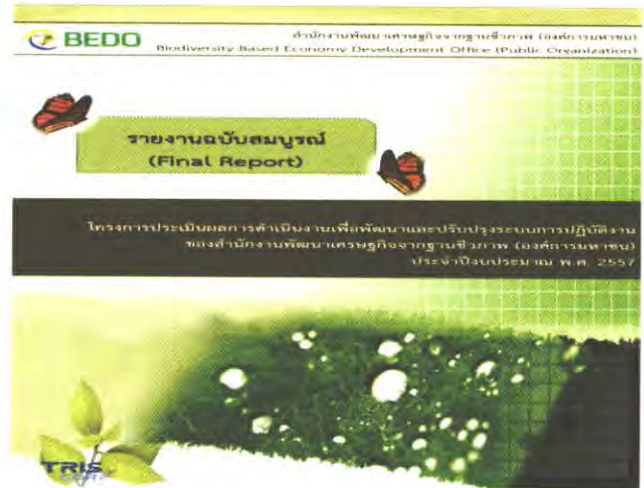 BEDO
สำนักงานพัฒนาเศรษฐกิจจากฐานชีวภาพ (องค์การมหาชน)
Biodiversity Based Economy Development Office (Public Organization)
รายงานฉบับสมบูรณ์
(Final Report)
โครงการประเมินผลการดำเนินงานเพื่อพัฒนาและปรับปรุงระบบการปฏิบัติงาน
ของสำนักงานพัฒนาเศรษฐกิจจากฐานชีวภาพ (องค์การมหาชน)
ประจำปีงบประมาณ พ.ศ. 2557
TRIS